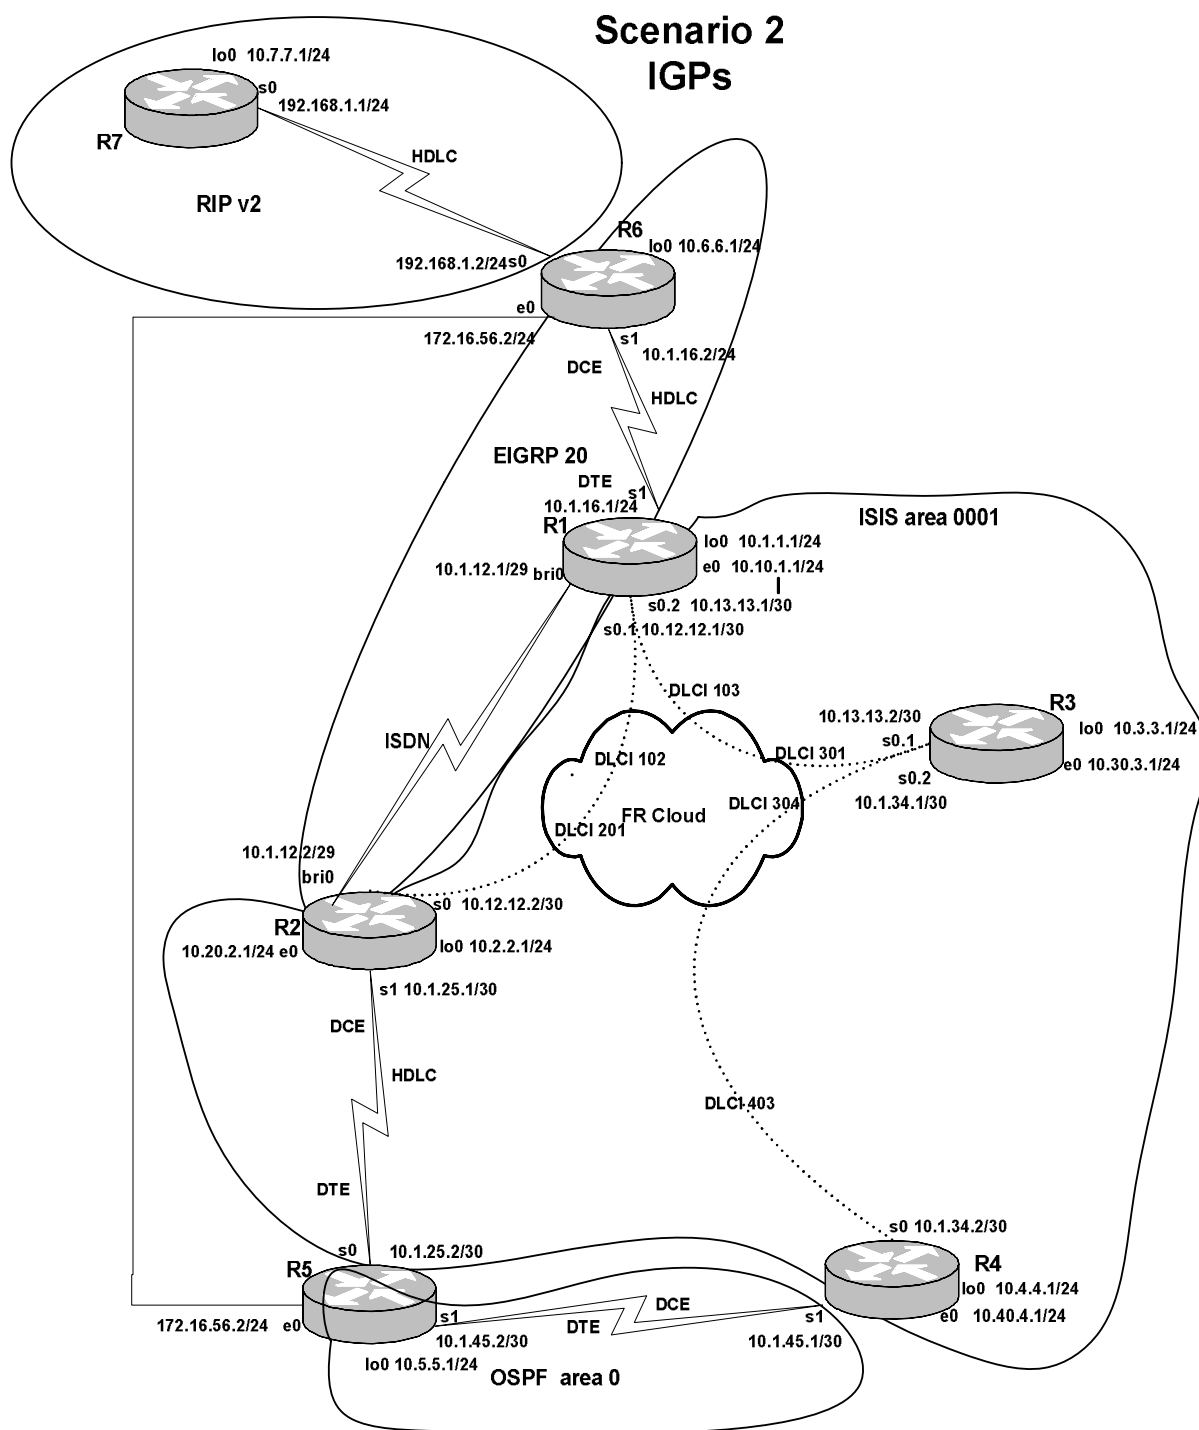 Scenario 2
IGPs
lo0 10.7.7.1/24
s0
192.168.1.1/24
R7
HDLC
RIP v2
R6
lo0 10.6.6.1/24
192.168.1.2/24 s0
e0
172.16.56.2/24
s1
10.1.16.2/24
DCE
HDLC
EIGRP 20
DTE
s1
10.1.16.1/24
R1
ISIS area 0001
lo0 10.1.1.1/24
10.1.12.1/29 bri0
e0 10.10.1.1/24
s0.2 10.13.13.1/30
s0.1 10.12.12.1/30
DLCI 103
R3
10.13.13.2/30
lo0 10.3.3.1/24
ISDN
s0.1
DLCI 301
DLCI 102
e0 10.30.3.1/24
s0.2
DLCI 304
10.1.34.1/30
FR Cloud
DLCI 201
10.1.12.2/29
bri0
s0 10.12.12.2/30
R2
10.20.2.1/24 e0
lo0 10.2.2.1/24
s1 10.1.25.1/30
DCE
HDLC
DLCI 403
DTE
s0 10.1.34.2/30
s0
10.1.25.2/30
R5
R4
lo0 10.4.4.1/24
DCE
s1
e0 10.40.4.1/24
172.16.56.2/24 e0
s1
DTE
10.1.45.2/30
10.1.45.1/30
lo0 10.5.5.1/24
OSPF area 0